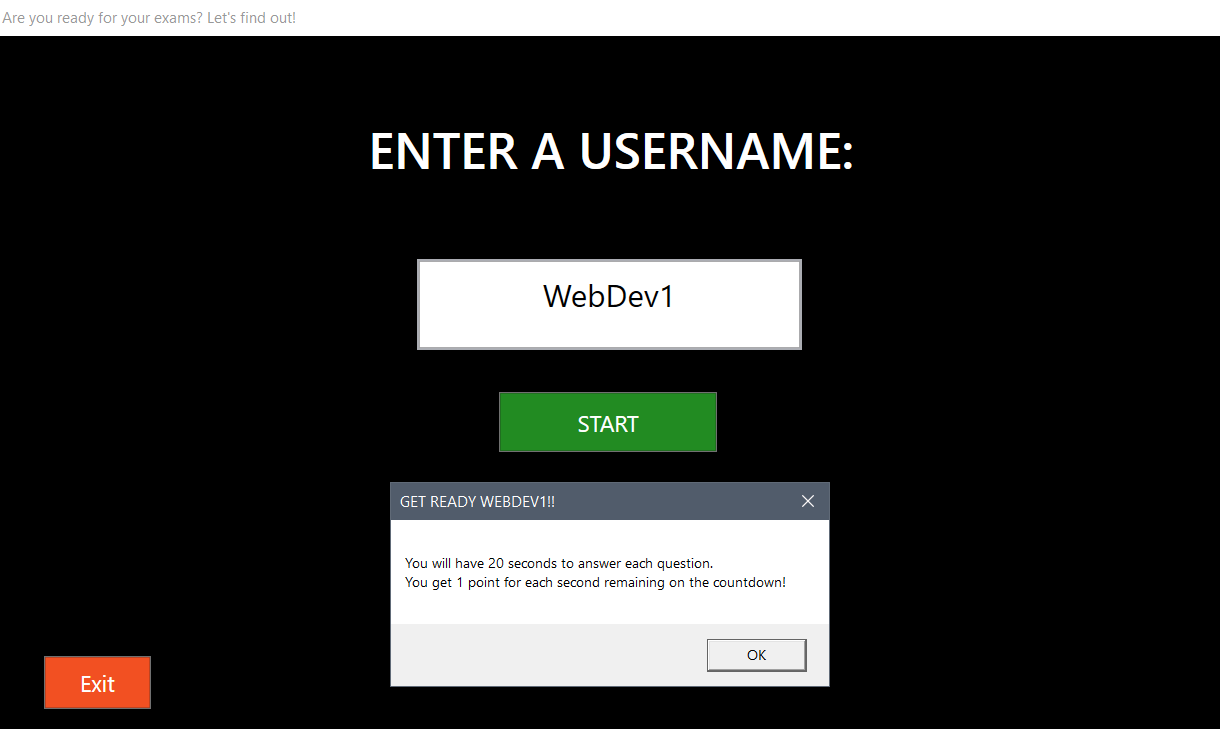 Are you ready for your exams? Let's find out!
ENTER A USERNAME:
WebDev1
START
GET READY WEBDEV1!!
You will have 20 seconds to answer each question.
You get 1 point for each second remaining on the countdown!
OK
Exit